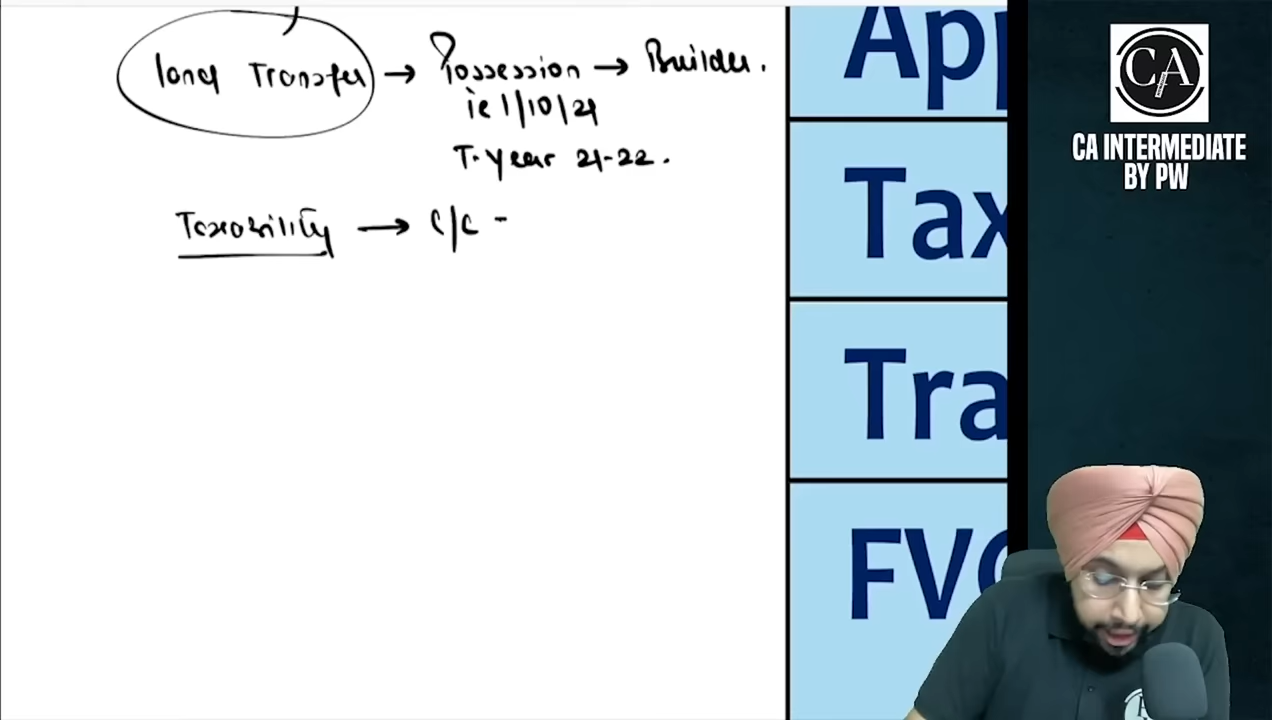 land Transfer → Possession → Builder.
ie 1/10/21
T. year 21-22.
Taxability → C/C -
App
Tax
Tra
FV
CA
CA INTERMEDIATE
BY PW